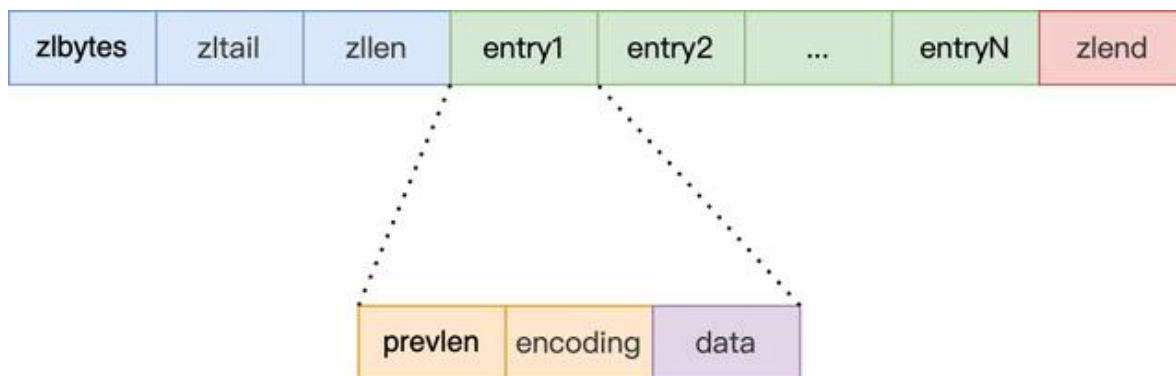 zlbytes zltail zllen entry1 entry2 ... entryN zlend
prevlen encoding data